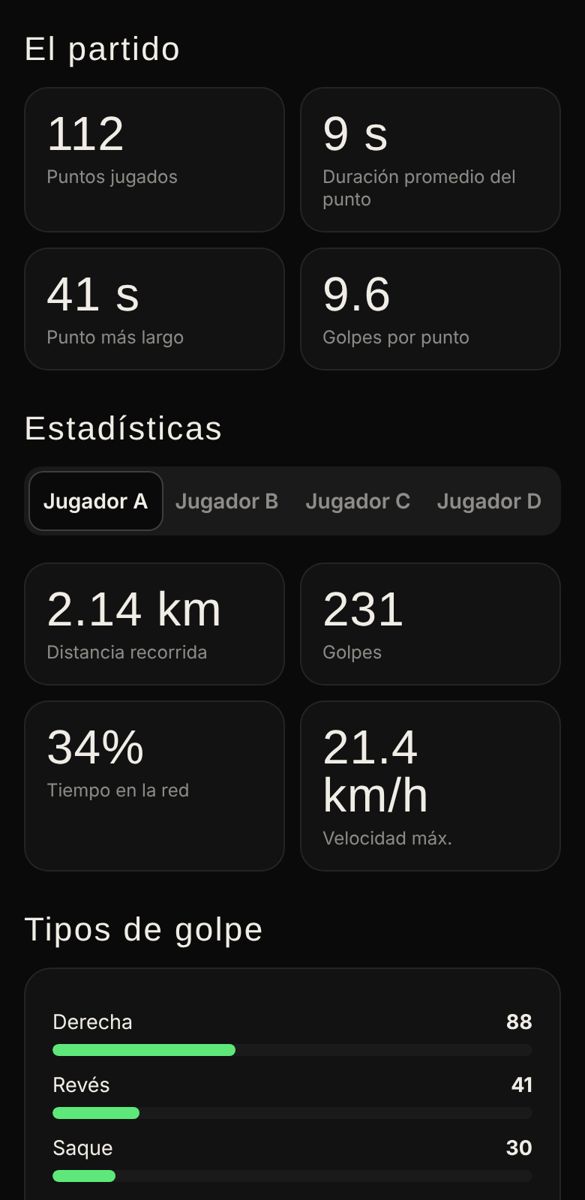 El partido
112
Puntos jugados
9 s
Duración promedio del
punto
41 s
Punto más largo
9.6
Golpes por punto
Estadísticas
Jugador A
Jugador B
Jugador C
Jugador D
2.14 km
Distancia recorrida
231
Golpes
34%
Tiempo en la red
21.4
km/h
Velocidad máx.
Tipos de golpe
Derecha 88
Revés 41
Saque 30